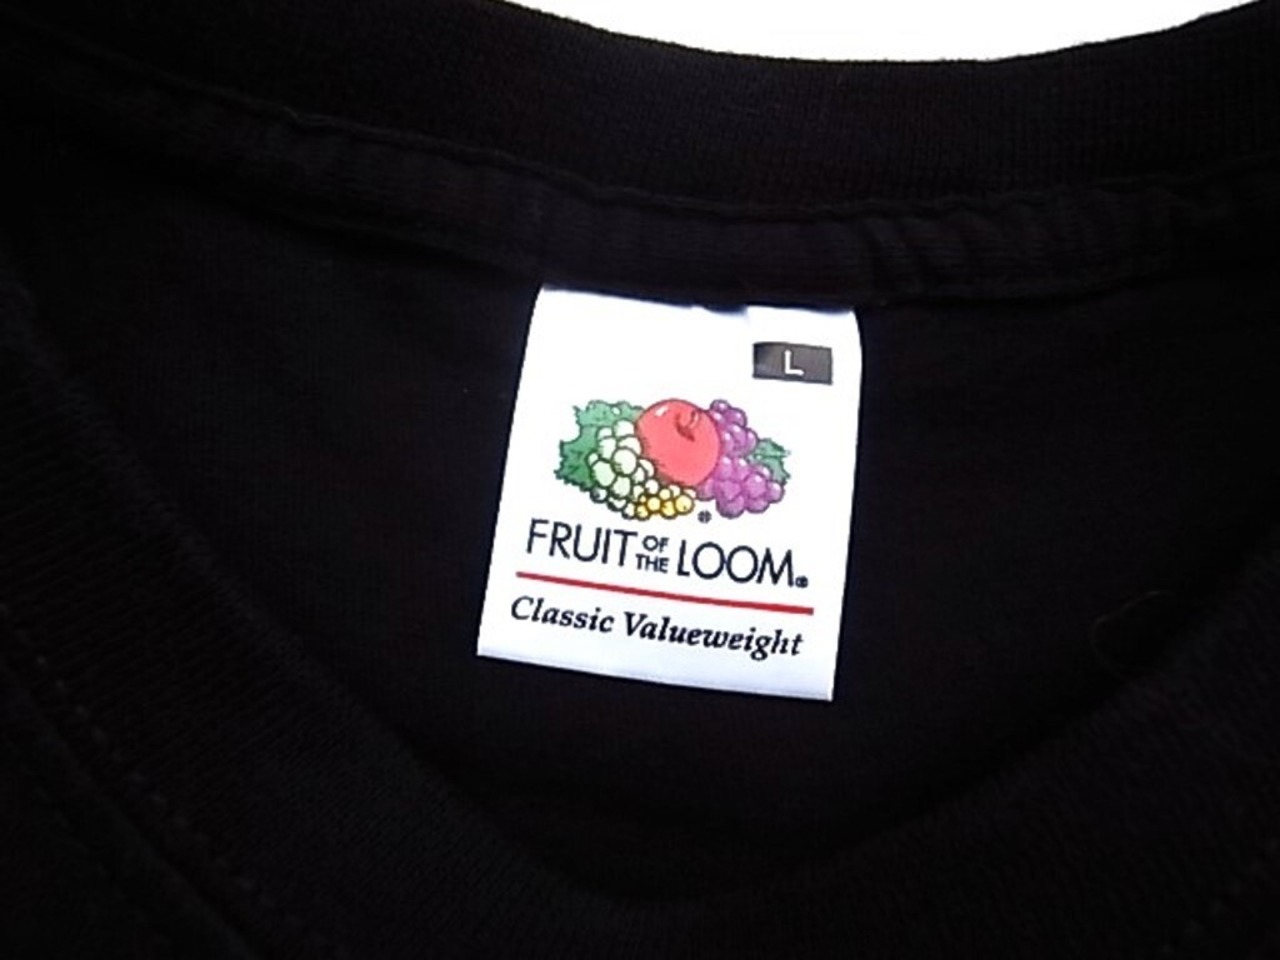 L
FRUIT OF THE LOOM®
Classic Valueweight